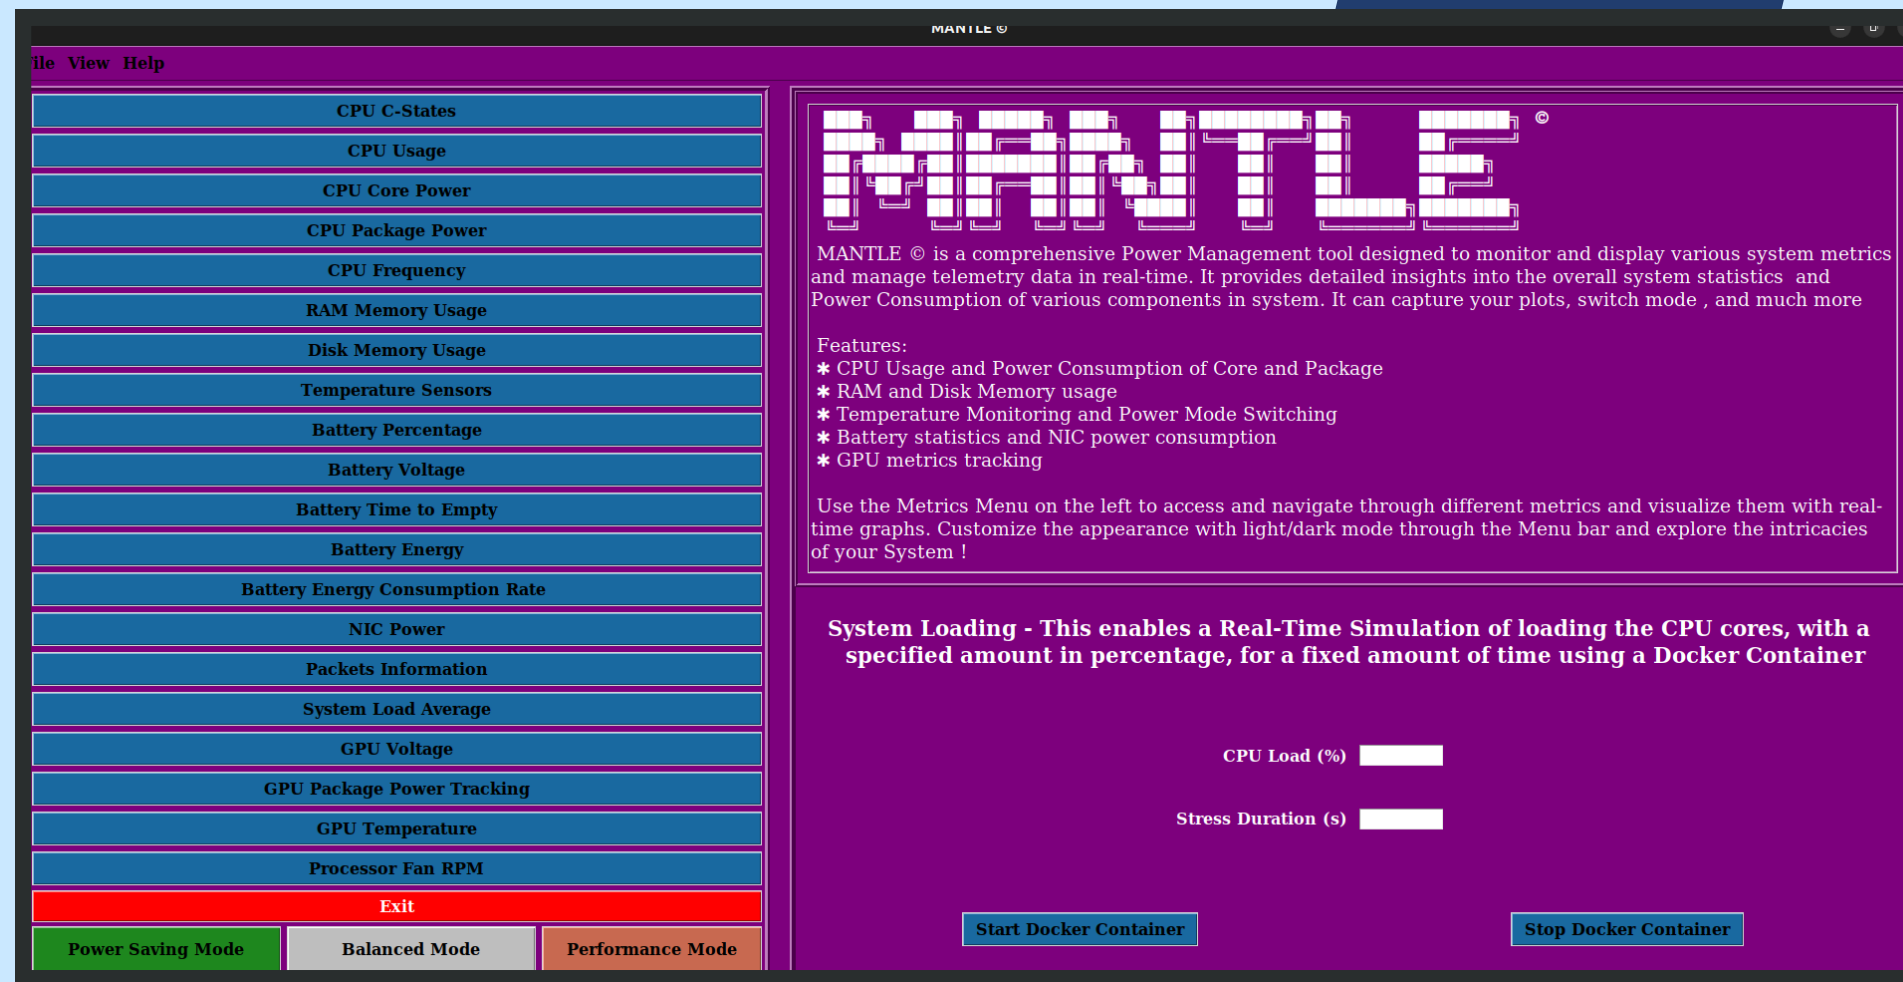 MANTLE ©
ile View Help
CPU C-States
CPU Usage
CPU Core Power
CPU Package Power
CPU Frequency
RAM Memory Usage
Disk Memory Usage
Temperature Sensors
Battery Percentage
Battery Voltage
Battery Time to Empty
Battery Energy
Battery Energy Consumption Rate
NIC Power
Packets Information
System Load Average
GPU Voltage
GPU Package Power Tracking
GPU Temperature
Processor Fan RPM
Exit
Power Saving Mode
Balanced Mode
Performance Mode
MANTLE ©
MANTLE © is a comprehensive Power Management tool designed to monitor and display various system metrics
and manage telemetry data in real-time. It provides detailed insights into the overall system statistics and
Power Consumption of various components in system. It can capture your plots, switch mode , and much more
Features:
✱ CPU Usage and Power Consumption of Core and Package
✱ RAM and Disk Memory usage
✱ Temperature Monitoring and Power Mode Switching
✱ Battery statistics and NIC power consumption
✱ GPU metrics tracking
Use the Metrics Menu on the left to access and navigate through different metrics and visualize them with real-
time graphs. Customize the appearance with light/dark mode through the Menu bar and explore the intricacies
of your System !
System Loading - This enables a Real-Time Simulation of loading the CPU cores, with a
specified amount in percentage, for a fixed amount of time using a Docker Container
CPU Load (%)
Stress Duration (s)
Start Docker Container
Stop Docker Container